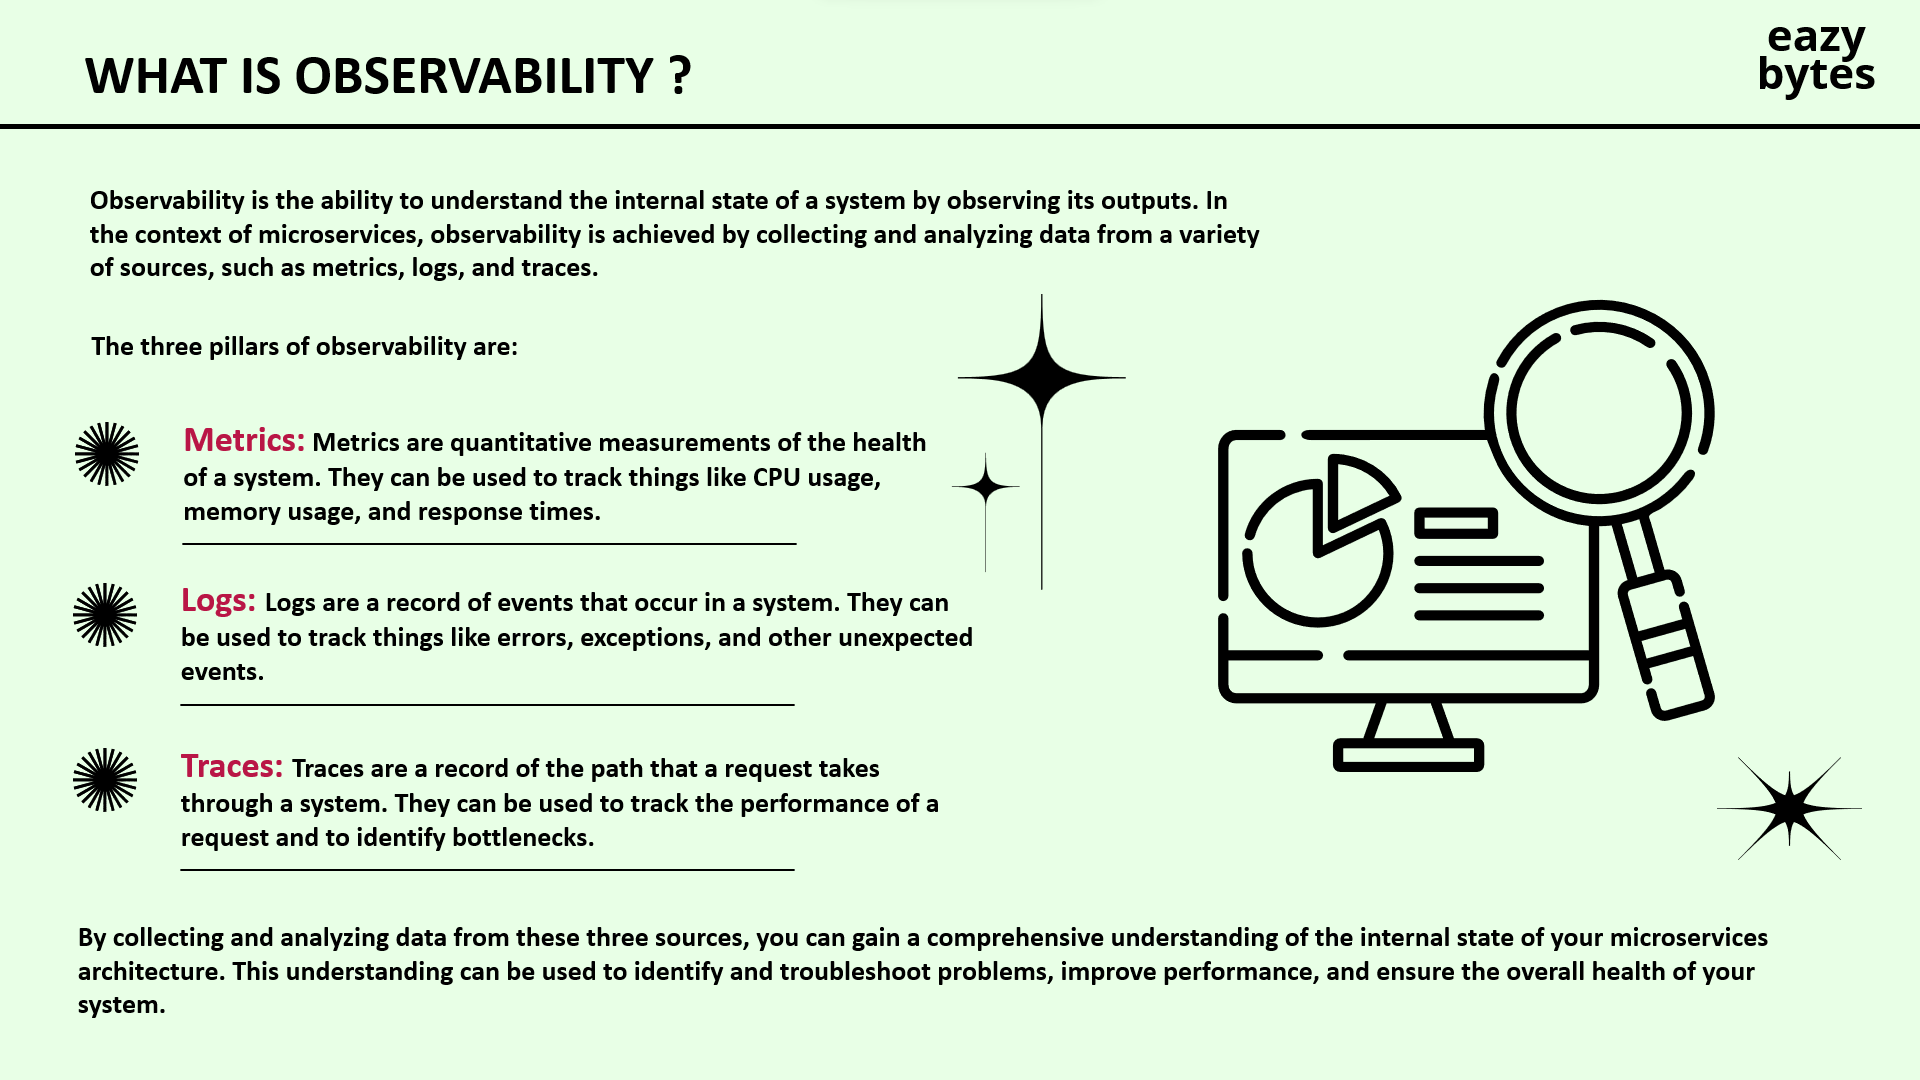 WHAT IS OBSERVABILITY ?
eazy
bytes
Observability is the ability to understand the internal state of a system by observing its outputs. In
the context of microservices, observability is achieved by collecting and analyzing data from a variety
of sources, such as metrics, logs, and traces.
The three pillars of observability are:
Metrics: Metrics are quantitative measurements of the health
of a system. They can be used to track things like CPU usage,
memory usage, and response times.
Logs: Logs are a record of events that occur in a system. They can
be used to track things like errors, exceptions, and other unexpected
events.
Traces: Traces are a record of the path that a request takes
through a system. They can be used to track the performance of a
request and to identify bottlenecks.
By collecting and analyzing data from these three sources, you can gain a comprehensive understanding of the internal state of your microservices
architecture. This understanding can be used to identify and troubleshoot problems, improve performance, and ensure the overall health of your
system.